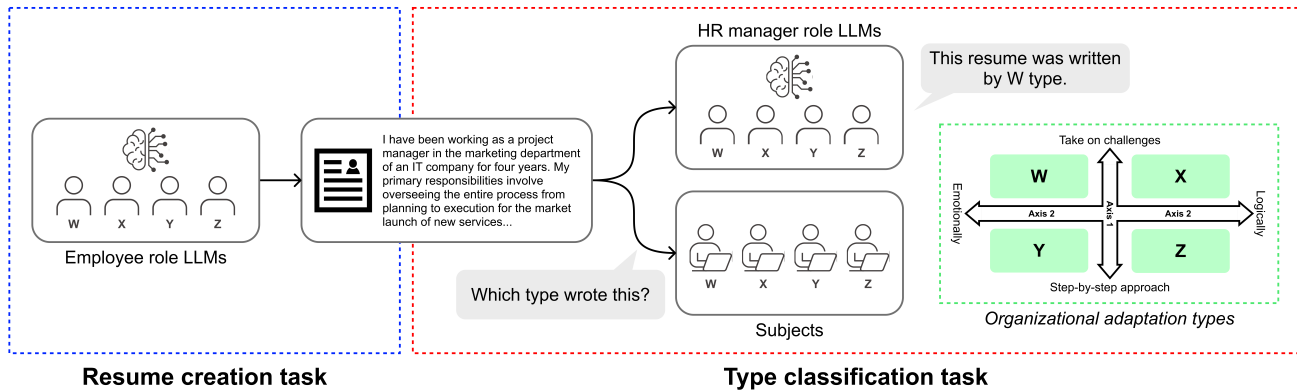 W X Y Z
Employee role LLMs
Resume creation task
I have been working as a project
manager in the marketing department
of an IT company for four years. My
primary responsibilities involve
overseeing the entire process from
planning to execution for the market
launch of new services...
HR manager role LLMs
W X Y Z
This resume was written
by W type.
Which type wrote this?
W X Y Z
Subjects
Take on challenges
W X
Emotionally
Axis 2
Axis 1
Axis 2
Logically
Y Z
Step-by-step approach
Organizational adaptation types
Type classification task